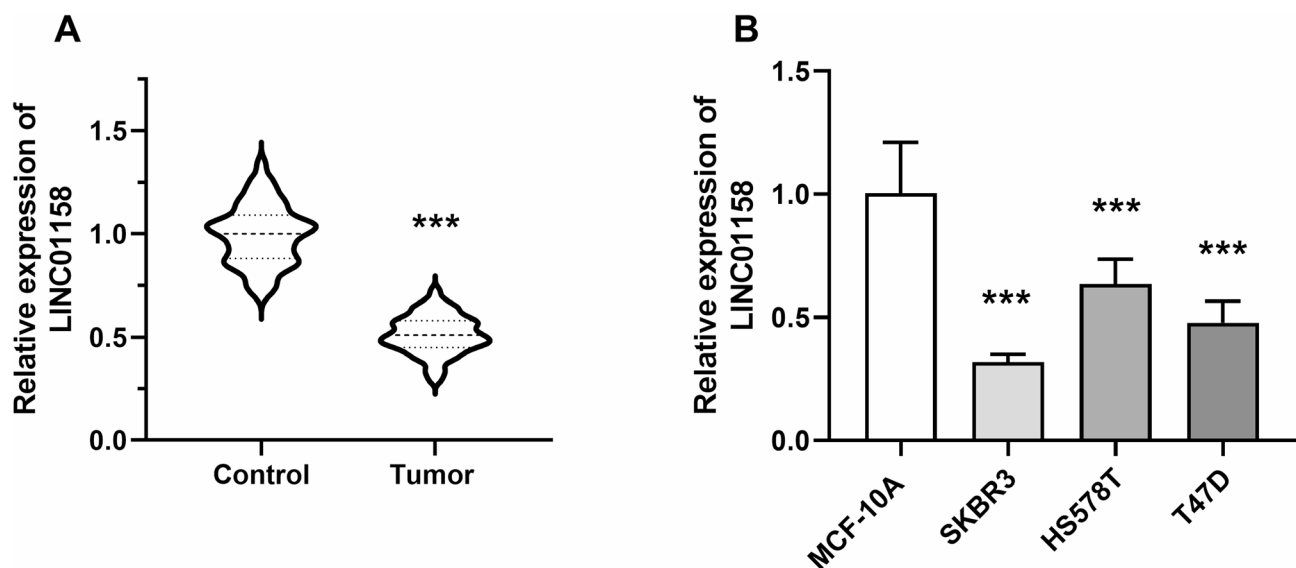 A
Relative expression of
LINC01158
1.5
1.0
0.5
0.0
***
Control
Tumor
B
Relative expression of
LINC01158
1.5
1.0
0.5
0.0
***
***
***
MCF-10A
SKBR3
HS578T
T47D